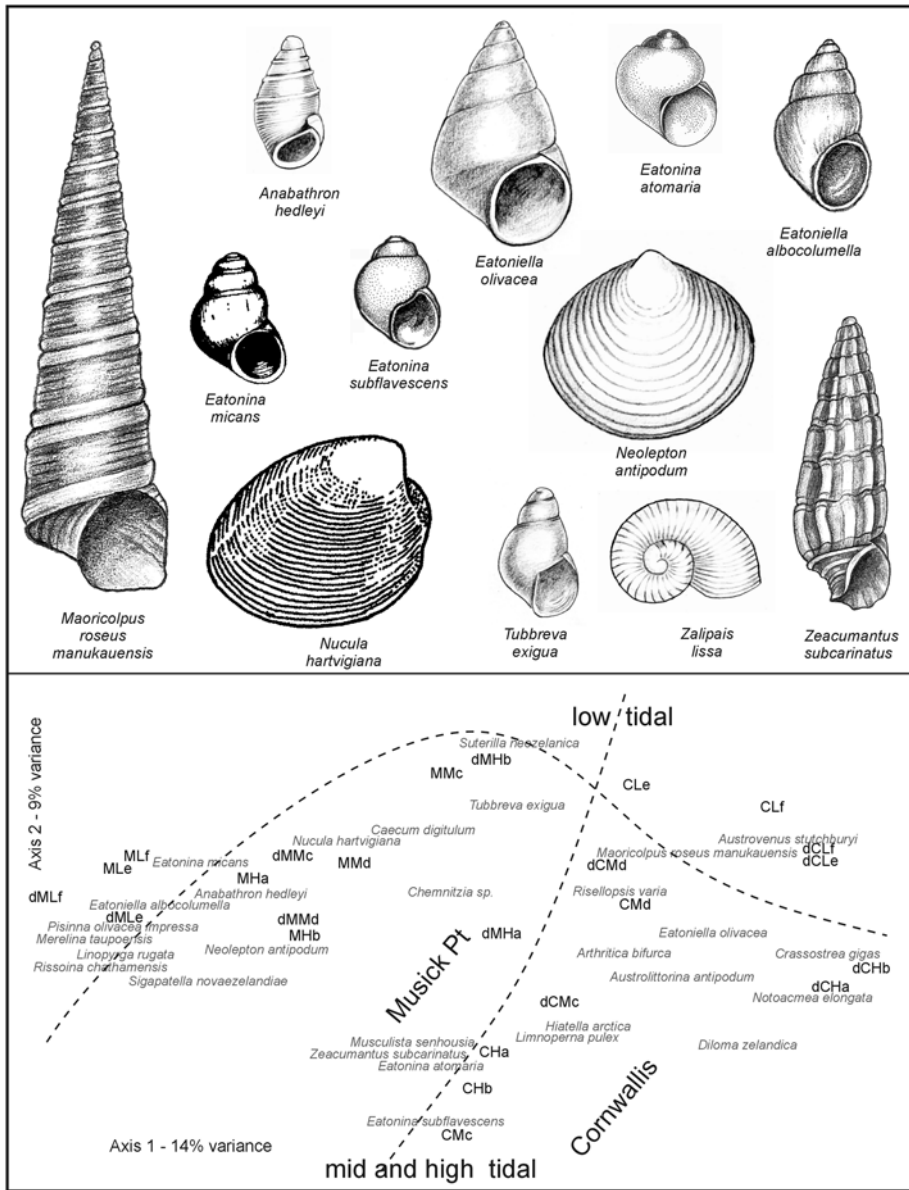 Anabathron
hedleyi
Eatonina
atomaria
Eatoniella
albocolumella
Eatoniella
olivacea
Eatonina
subflavescens
Eatonina
micans
Neolepton
antipodum
Maoricolpus
roseus
manukauensis
Nucula
hartvigiana
Tubbreva
exigua
Zalipais
lissa
Zeacumantus
subcarinatus
low tidal
Axis 2 - 9% variance
Suterilla neozelanica
dMHb
MMc
CLe
Tubbreva exigua
CLf
Caecum digitulum
Nucula hartvigiana
Austrovenus stutchburyi
MLf
Eatonina micans
dMMc
MMd
Maoricolpus roseus manukauensis
dCLf
dCLe
MLe
MHa
dCMd
dMLf
Anabathron hedleyi
Chemnitzia sp.
Risellopsis varia
Eatoniella albocolumella
CMd
dMLe
dMMd
Pisinna olivacea impressa
MHb
dMHa
Eatoniella olivacea
Merelina taupoensis
Neolepton antipodum
Linopyrga rugata
Arthritica bifurca
Crassostrea gigas
Rissoina chathamensis
dCHb
Sigapatella novaezelandiae
Austrolittorina antipodum
dCHa
Musick Pt
Notoacmea elongata
dCMc
Hiatella arctica
Limnoperna pulex
Musculista senhousia
Diloma zelandica
Zeacumantus subcarinatus
CHa
Eatonina atomaria
CHb
Cornwallis
Eatonina subflavescens
CMc
Axis 1 - 14% variance
mid and high tidal